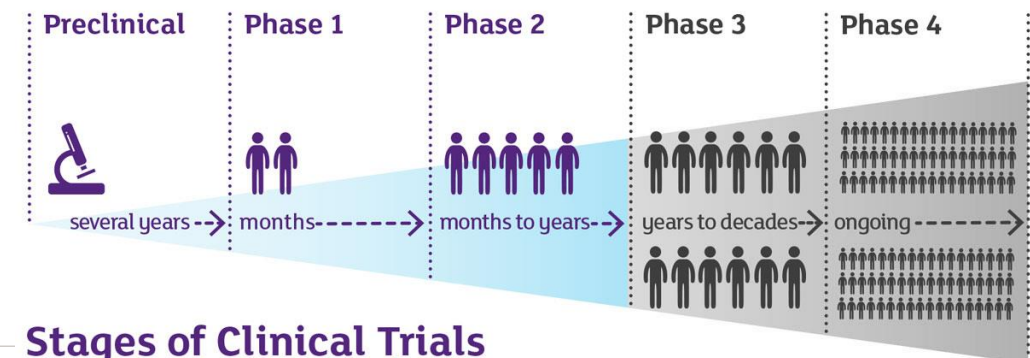 Preclinical
Phase 1
Phase 2
Phase 3
Phase 4
several years
months
months to years
years to decades
ongoing
Stages of Clinical Trials